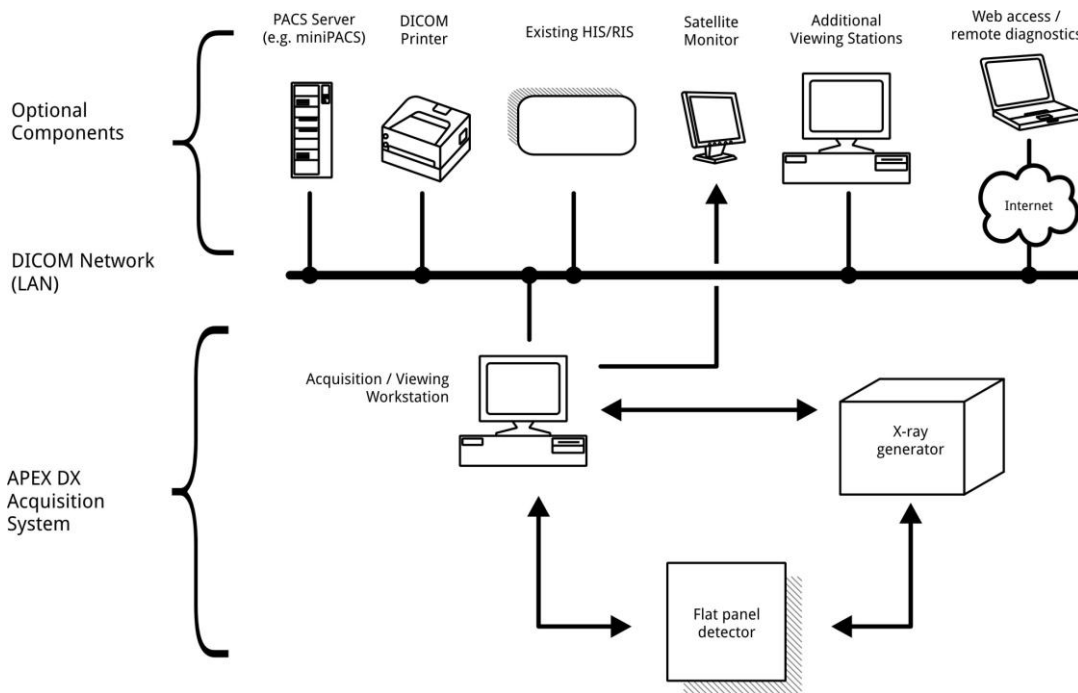 PACS Server
(e.g. miniPACS)
DICOM
Printer
Existing HIS/RIS
Satellite
Monitor
Additional
Viewing Stations
Web access /
remote diagnostics
Optional
Components
Internet
DICOM Network
(LAN)
Acquisition / Viewing
Workstation
X-ray
generator
APEX DX
Acquisition
System
Flat panel
detector